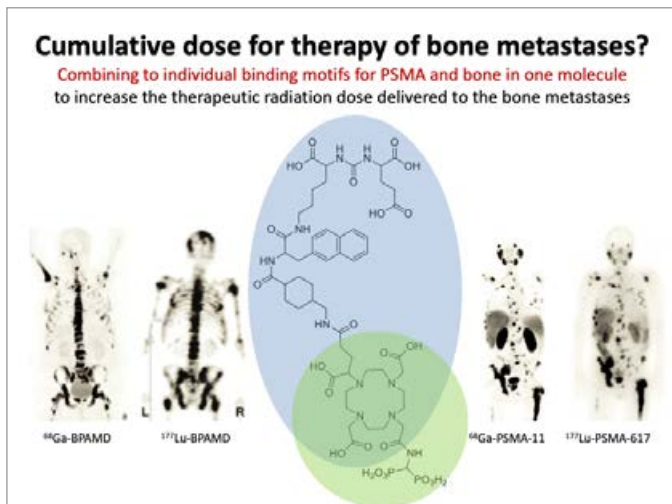 Cumulative dose for therapy of bone metastases?
Combining to individual binding motifs for PSMA and bone in one molecule
to increase the therapeutic radiation dose delivered to the bone metastases
O
HO
H
N
O
H
N
O
OH
O
HO
O
NH
HN
O
HN
O
HO
O
O
OH
N
N
N
N
HO
O
O
NH
H₂O₃P
PO₃H₂
L
R
⁶⁸Ga-BPAMD
¹⁷⁷Lu-BPAMD
⁶⁸Ga-PSMA-11
¹⁷⁷Lu-PSMA-617